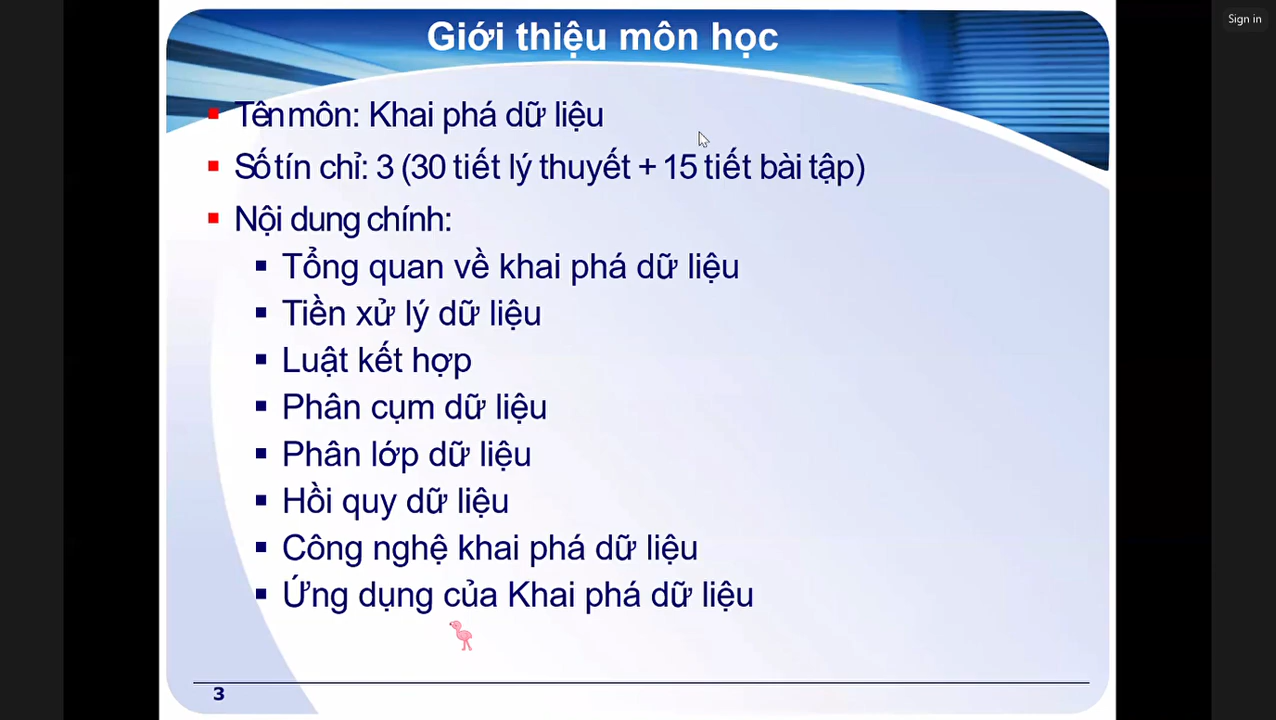 Sign in
Giới thiệu môn học
Tên môn: Khai phá dữ liệu
Số tín chỉ: 3 (30 tiết lý thuyết + 15 tiết bài tập)
Nội dung chính:
Tổng quan về khai phá dữ liệu
Tiền xử lý dữ liệu
Luật kết hợp
Phân cụm dữ liệu
Phân lớp dữ liệu
Hồi quy dữ liệu
Công nghệ khai phá dữ liệu
Ứng dụng của Khai phá dữ liệu
3